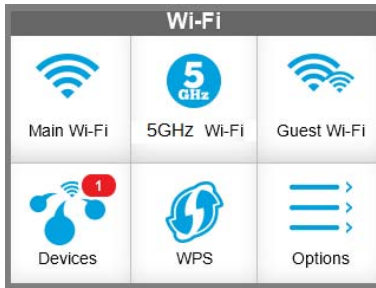 Wi-Fi
5
GHz
Main Wi-Fi
5GHz Wi-Fi
Guest Wi-Fi
1
Devices
WPS
Options